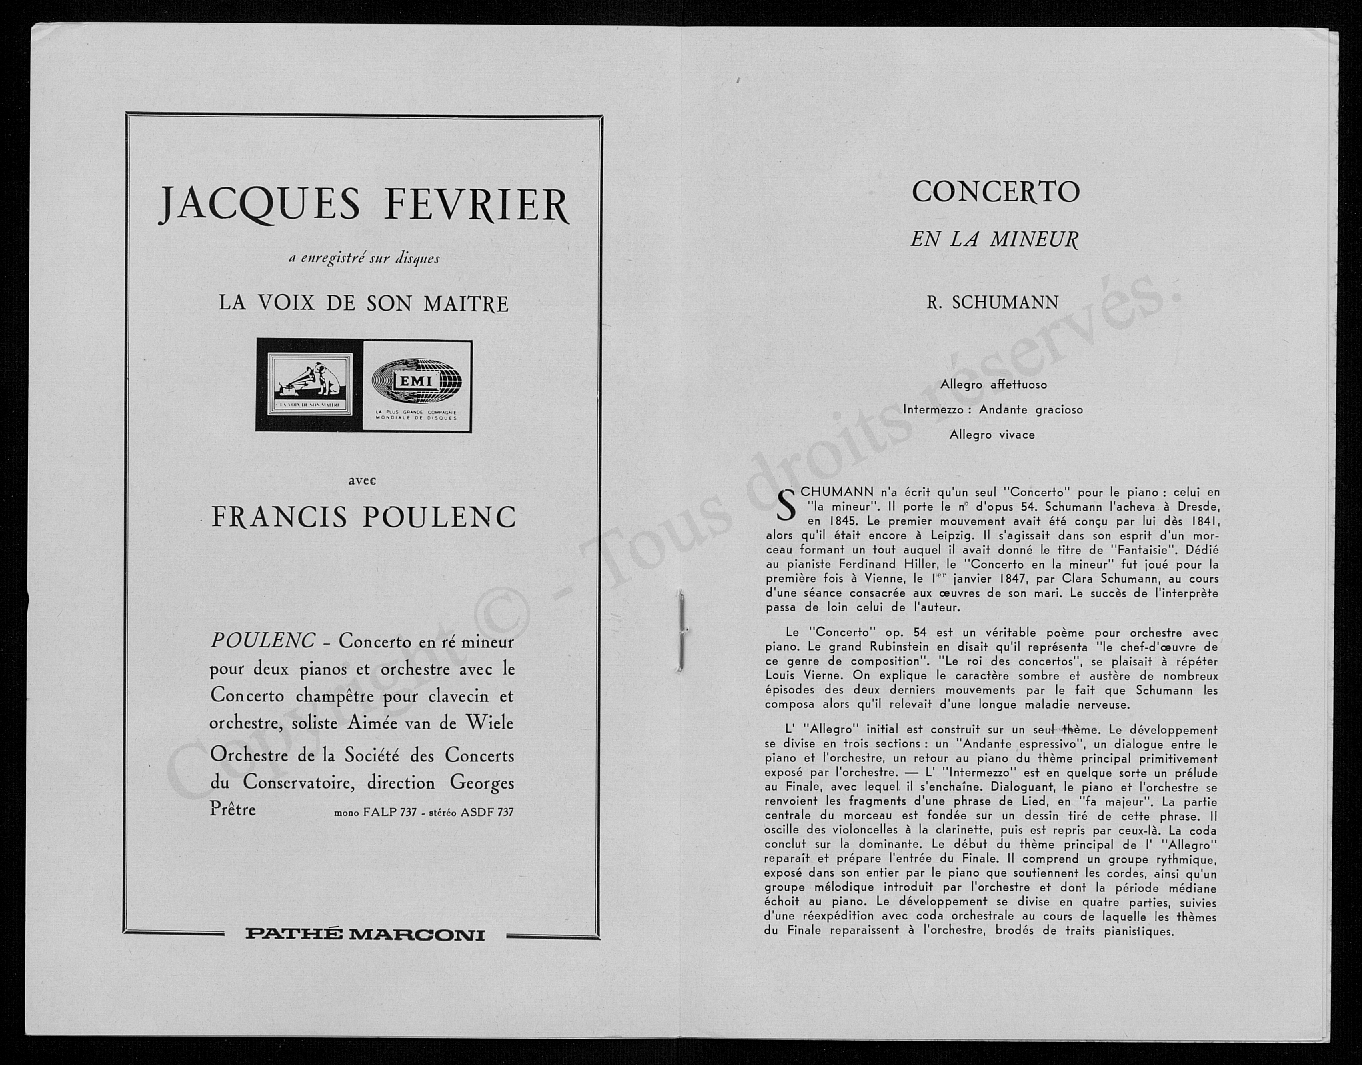 JACQUES FEVRIER
a enregistré sur disques
LA VOIX DE SON MAITRE
LA VOIX DE SON MAITRE
EMI
LA PLUS GRANDE COMPAGNIE
MONDIALE DE DISQUES
avec
FRANCIS POULENC
POULENC – Concerto en ré mineur
pour deux pianos et orchestre avec le
Concerto champêtre pour clavecin et
orchestre, soliste Aimée van de Wiele
Orchestre de la Société des Concerts
du Conservatoire, direction Georges
Prêtre mono FALP 737 - stéréo ASDF 737
PATHÉ MARCONI
CONCERTO
EN LA MINEUR
R. SCHUMANN
Allegro affettuoso
Intermezzo : Andante gracioso
Allegro vivace
SCHUMANN n'a écrit qu'un seul "Concerto" pour le piano : celui en
"la mineur". Il porte le n° d'opus 54. Schumann l'acheva à Dresde,
en 1845. Le premier mouvement avait été conçu par lui dès 1841,
alors qu'il était encore à Leipzig. Il s'agissait dans son esprit d'un mor-
ceau formant un tout auquel il avait donné le titre de "Fantaisie". Dédié
au pianiste Ferdinand Hiller, le "Concerto en la mineur" fut joué pour la
première fois à Vienne, le 1er janvier 1847, par Clara Schumann, au cours
d'une séance consacrée aux œuvres de son mari. Le succès de l'interprète
passa de loin celui de l'auteur.
Le "Concerto" op. 54 est un véritable poème pour orchestre avec
piano. Le grand Rubinstein en disait qu'il représenta "le chef-d'œuvre de
ce genre de composition". "Le roi des concertos", se plaisait à répéter
Louis Vierne. On explique le caractère sombre et austère de nombreux
épisodes des deux derniers mouvements par le fait que Schumann les
composa alors qu'il relevait d'une longue maladie nerveuse.
L' "Allegro" initial est construit sur un seul thème. Le développement
se divise en trois sections : un "Andante espressivo", un dialogue entre le
piano et l'orchestre, un retour au piano du thème principal primitivement
exposé par l'orchestre. — L' "Intermezzo" est en quelque sorte un prélude
au Finale, avec lequel il s'enchaîne. Dialoguant, le piano et l'orchestre se
renvoient les fragments d'une phrase de Lied, en "fa majeur". La partie
centrale du morceau est fondée sur un dessin tiré de cette phrase. Il
oscille des violoncelles à la clarinette, puis est repris par ceux-là. La coda
conclut sur la dominante. Le début du thème principal de l' "Allegro"
reparaît et prépare l'entrée du Finale. Il comprend un groupe rythmique,
exposé dans son entier par le piano que soutiennent les cordes, ainsi qu'un
groupe mélodique introduit par l'orchestre et dont la période médiane
échoit au piano. Le développement se divise en quatre parties, suivies
d'une réexpédition avec coda orchestrale au cours de laquelle les thèmes
du Finale reparaissent à l'orchestre, brodés de traits pianistiques.
Copyright © - Tous droits réservés.